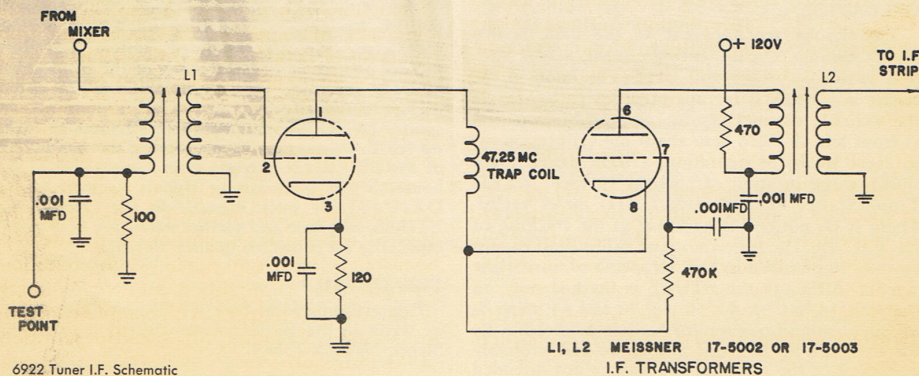 FROM
MIXER
L1
+ 120V
TO I.F
STRIP
L2
1
6
470
2
47.25 MC
TRAP COIL
7
3
8
.001
MFD
100
.001MFD
.001 MFD
.001
MFD
120
470K
TEST
POINT
L1, L2 MEISSNER 17-5002 OR 17-5003
I.F. TRANSFORMERS
6922 Tuner I.F. Schematic